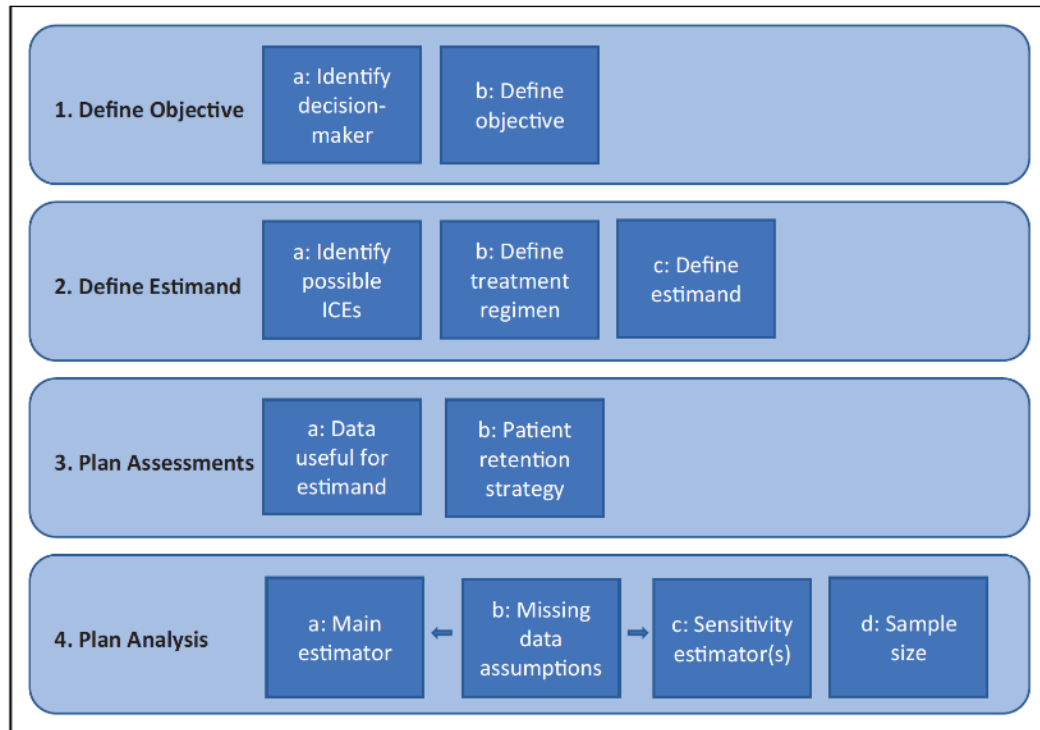 1. Define Objective
a: Identify
decision-
maker
b: Define
objective
2. Define Estimand
a: Identify
possible
ICEs
b: Define
treatment
regimen
c: Define
estimand
3. Plan Assessments
a: Data
useful for
estimand
b: Patient
retention
strategy
4. Plan Analysis
a: Main
estimator
b: Missing
data
assumptions
c: Sensitivity
estimator(s)
d: Sample
size